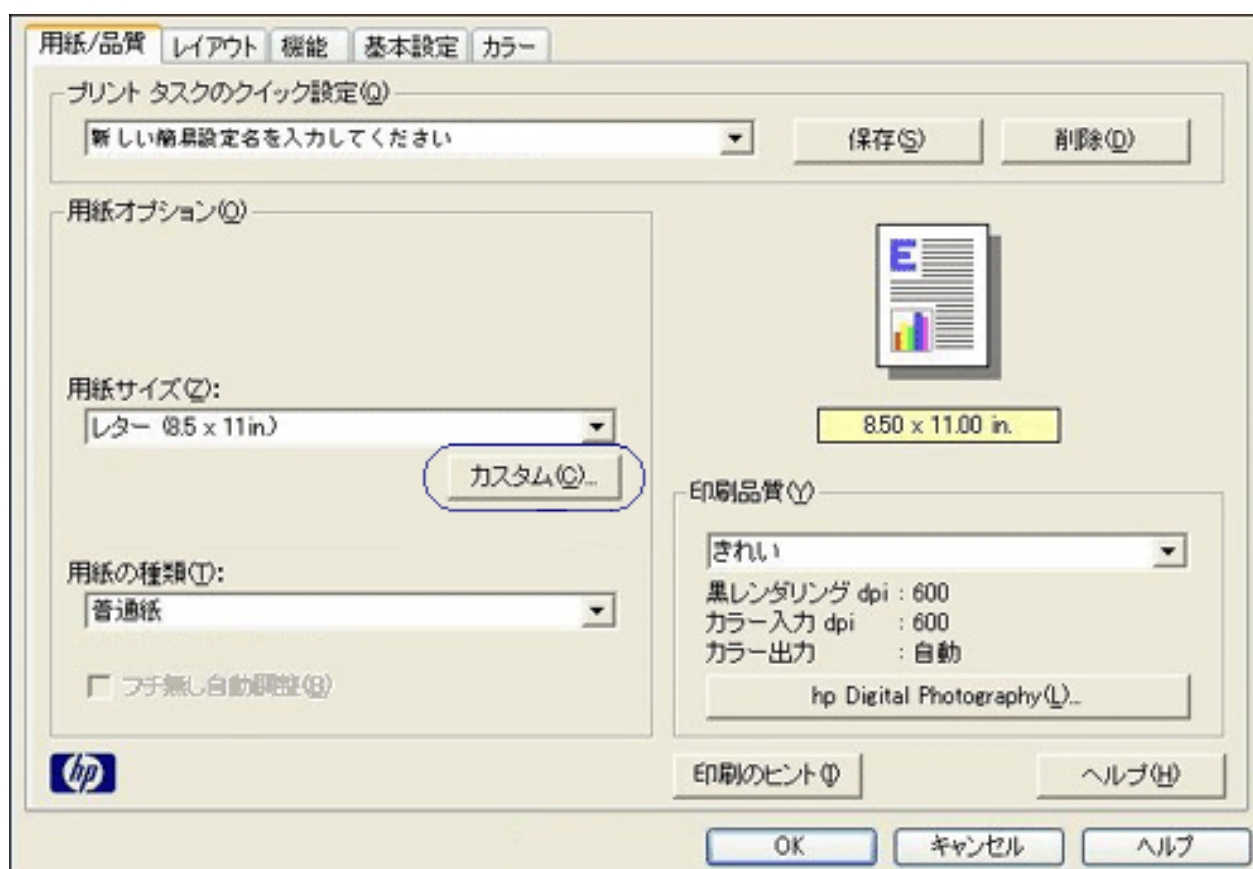 用紙/品質 レイアウト 機能 基本設定 カラー
プリント タスクのクイック設定(Q)
新しい簡易設定名を入力してください 保存(S) 削除(D)
用紙オプション(O)
E
用紙サイズ(Z):
レター (8.5 x 11in.)
8.50 x 11.00 in.
カスタム(C)...
印刷品質(Y)
きれい
用紙の種類(T):
普通紙
黒レンダリング dpi : 600
カラー入力 dpi : 600
カラー出力 : 自動
フチ無し自動調整(B)
hp Digital Photography(L)...
hp
印刷のヒント(I) ヘルプ(H)
OK キャンセル ヘルプ